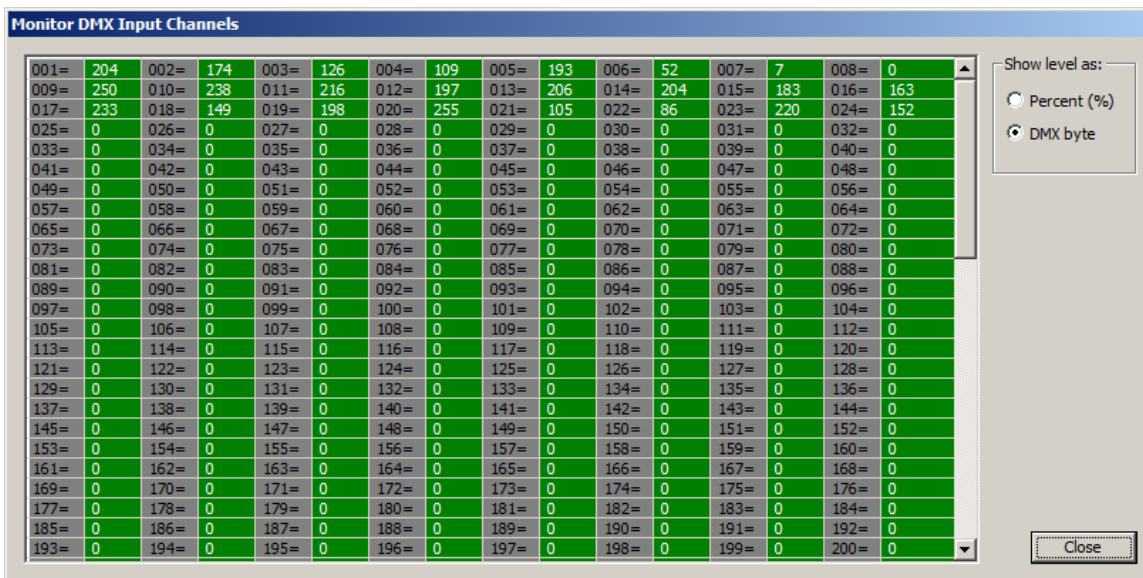 Monitor DMX Input Channels
001= 204 002= 174 003= 126 004= 109 005= 193 006= 52 007= 7 008= 0
009= 250 010= 238 011= 216 012= 197 013= 206 014= 204 015= 183 016= 163
017= 233 018= 149 019= 198 020= 255 021= 105 022= 86 023= 220 024= 152
025= 0 026= 0 027= 0 028= 0 029= 0 030= 0 031= 0 032= 0
033= 0 034= 0 035= 0 036= 0 037= 0 038= 0 039= 0 040= 0
041= 0 042= 0 043= 0 044= 0 045= 0 046= 0 047= 0 048= 0
049= 0 050= 0 051= 0 052= 0 053= 0 054= 0 055= 0 056= 0
057= 0 058= 0 059= 0 060= 0 061= 0 062= 0 063= 0 064= 0
065= 0 066= 0 067= 0 068= 0 069= 0 070= 0 071= 0 072= 0
073= 0 074= 0 075= 0 076= 0 077= 0 078= 0 079= 0 080= 0
081= 0 082= 0 083= 0 084= 0 085= 0 086= 0 087= 0 088= 0
089= 0 090= 0 091= 0 092= 0 093= 0 094= 0 095= 0 096= 0
097= 0 098= 0 099= 0 100= 0 101= 0 102= 0 103= 0 104= 0
105= 0 106= 0 107= 0 108= 0 109= 0 110= 0 111= 0 112= 0
113= 0 114= 0 115= 0 116= 0 117= 0 118= 0 119= 0 120= 0
121= 0 122= 0 123= 0 124= 0 125= 0 126= 0 127= 0 128= 0
129= 0 130= 0 131= 0 132= 0 133= 0 134= 0 135= 0 136= 0
137= 0 138= 0 139= 0 140= 0 141= 0 142= 0 143= 0 144= 0
145= 0 146= 0 147= 0 148= 0 149= 0 150= 0 151= 0 152= 0
153= 0 154= 0 155= 0 156= 0 157= 0 158= 0 159= 0 160= 0
161= 0 162= 0 163= 0 164= 0 165= 0 166= 0 167= 0 168= 0
169= 0 170= 0 171= 0 172= 0 173= 0 174= 0 175= 0 176= 0
177= 0 178= 0 179= 0 180= 0 181= 0 182= 0 183= 0 184= 0
185= 0 186= 0 187= 0 188= 0 189= 0 190= 0 191= 0 192= 0
193= 0 194= 0 195= 0 196= 0 197= 0 198= 0 199= 0 200= 0
Show level as:
Percent (%)
DMX byte
Close